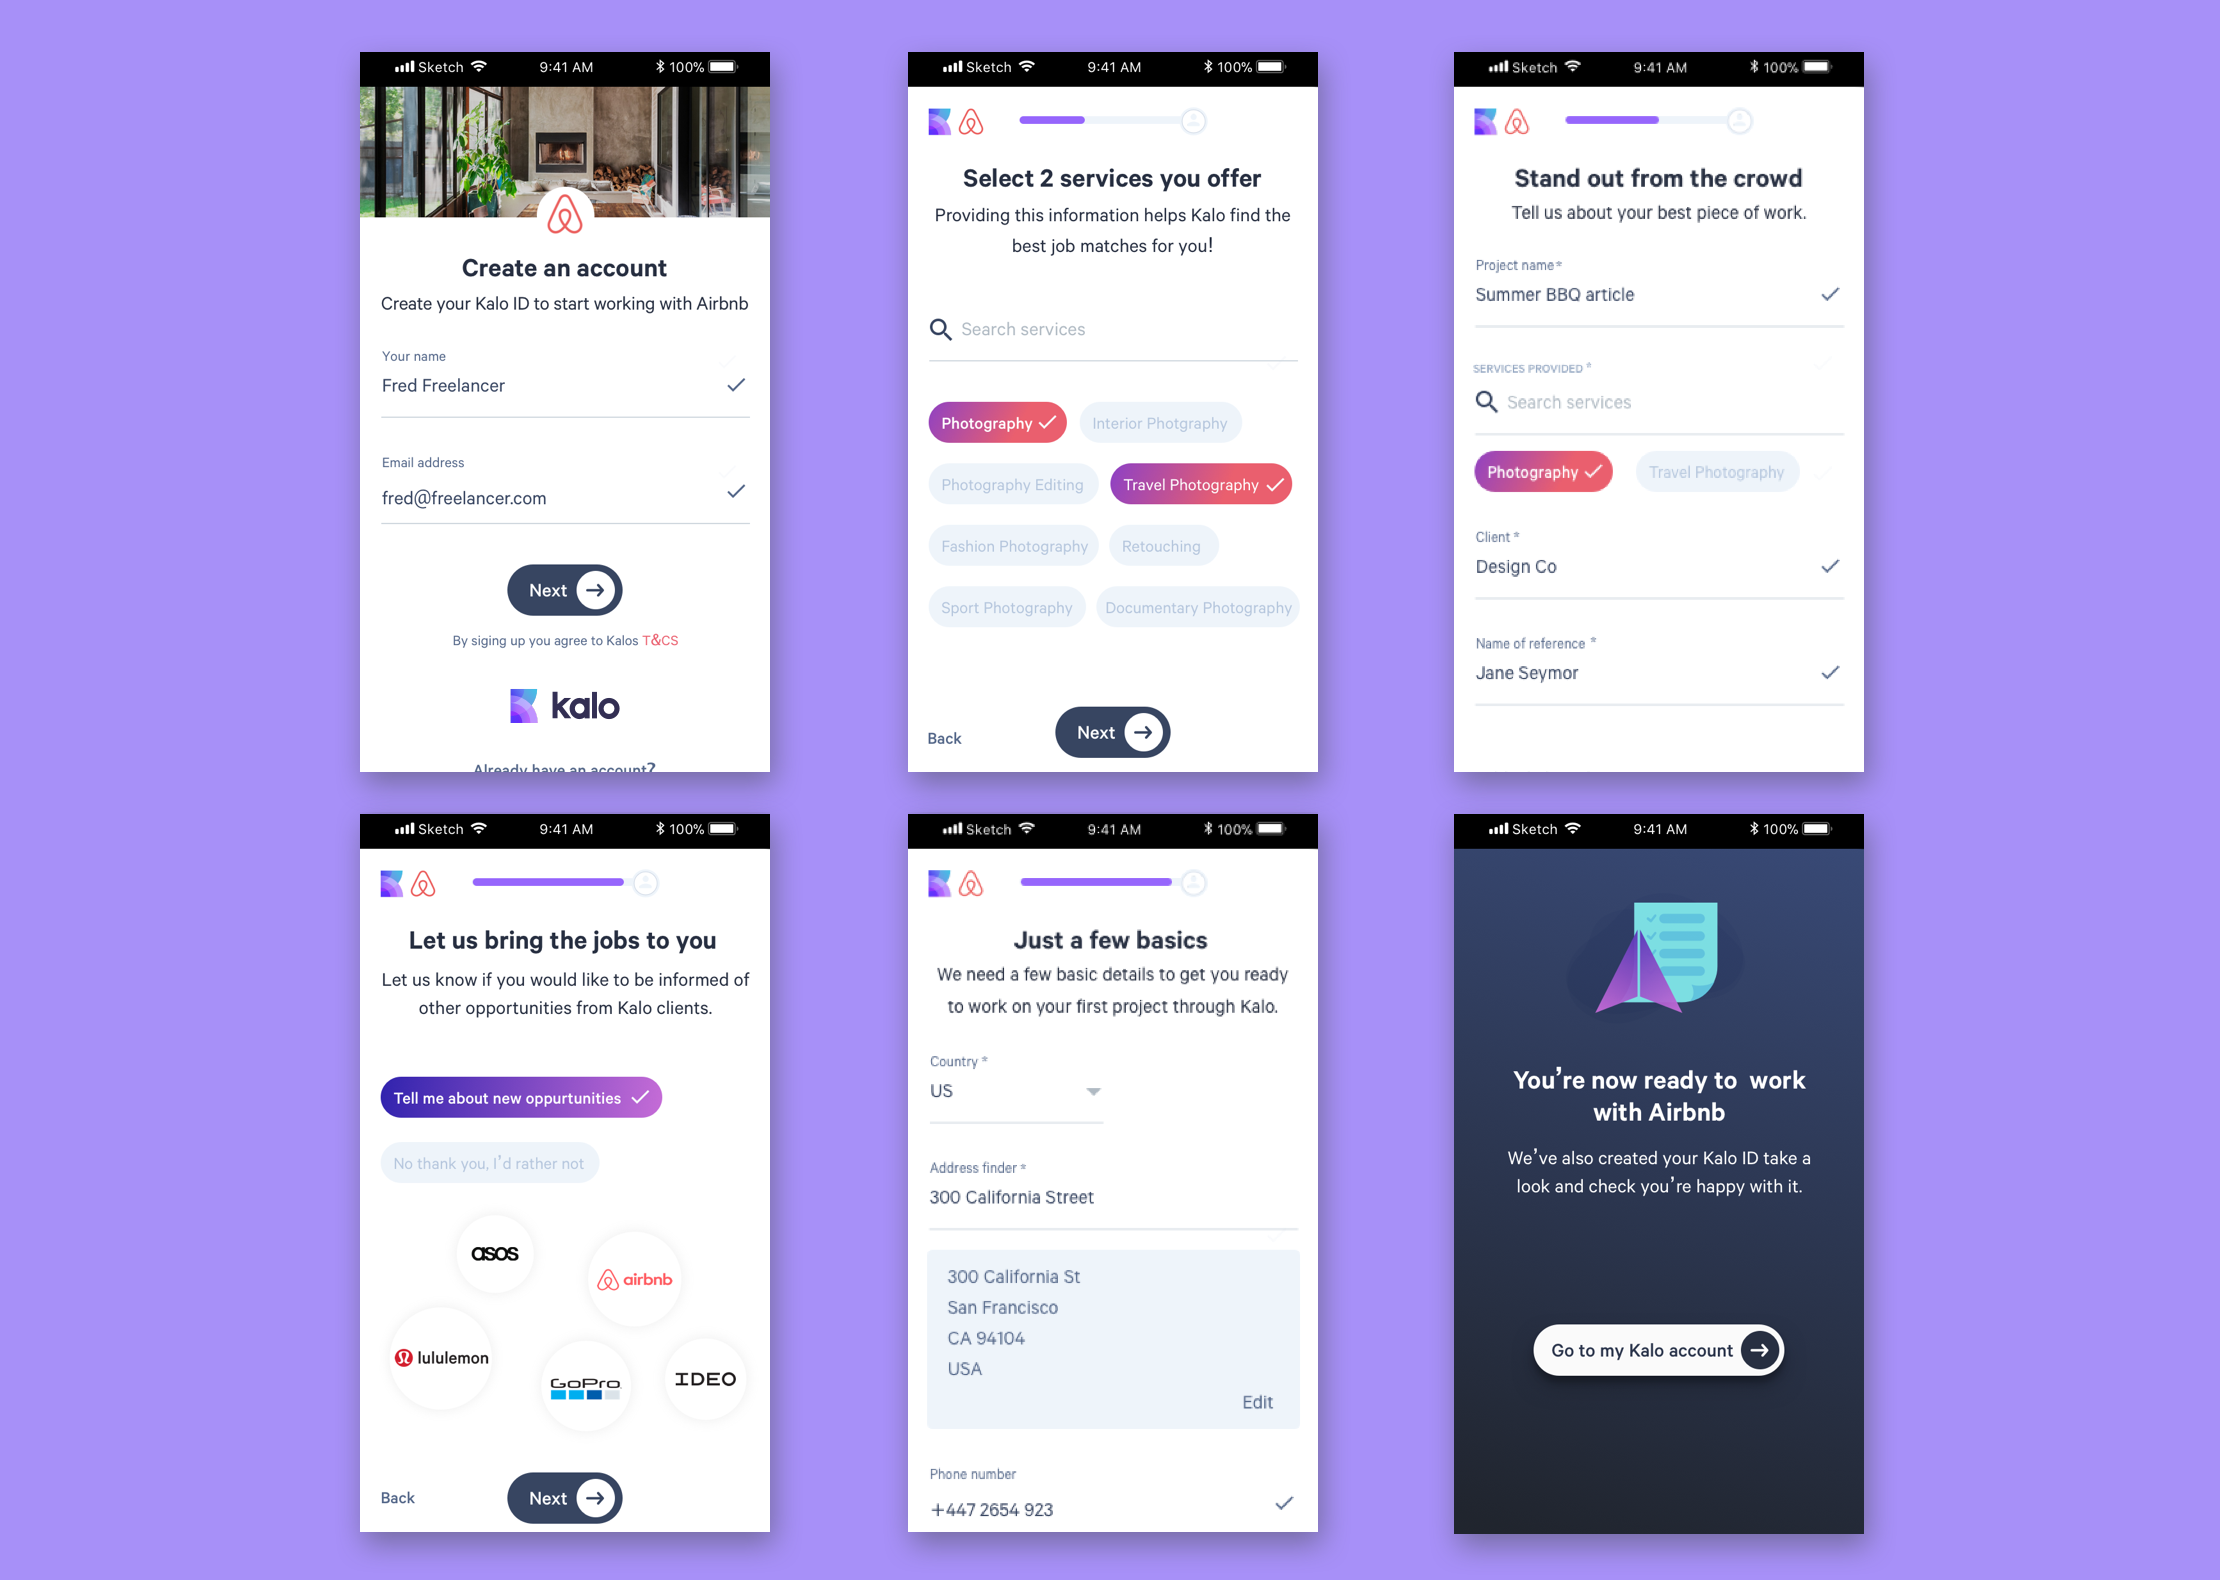 Sketch 9:41 AM 100%
Create an account
Create your Kalo ID to start working with Airbnb
Your name
Fred Freelancer
Email address
fred@freelancer.com
Next
By siging up you agree to Kalos T&CS
kalo
Already have an account?
Sketch 9:41 AM 100%
Select 2 services you offer
Providing this information helps Kalo find the
best job matches for you!
Search services
Photography
Interior Photgraphy
Photography Editing
Travel Photography
Fashion Photography
Retouching
Sport Photography
Documentary Photography
Back
Next
Sketch 9:41 AM 100%
Stand out from the crowd
Tell us about your best piece of work.
Project name*
Summer BBQ article
SERVICES PROVIDED *
Search services
Photography
Travel Photography
Client *
Design Co
Name of reference *
Jane Seymor
Sketch 9:41 AM 100%
Let us bring the jobs to you
Let us know if you would like to be informed of
other opportunities from Kalo clients.
Tell me about new oppurtunities
No thank you, I'd rather not
asos
airbnb
lululemon
GoPro
IDEO
Back
Next
Sketch 9:41 AM 100%
Just a few basics
We need a few basic details to get you ready
to work on your first project through Kalo.
Country *
US
Address finder *
300 California Street
300 California St
San Francisco
CA 94104
USA
Edit
Phone number
+447 2654 923
Sketch 9:41 AM 100%
You're now ready to work
with Airbnb
We've also created your Kalo ID take a
look and check you're happy with it.
Go to my Kalo account